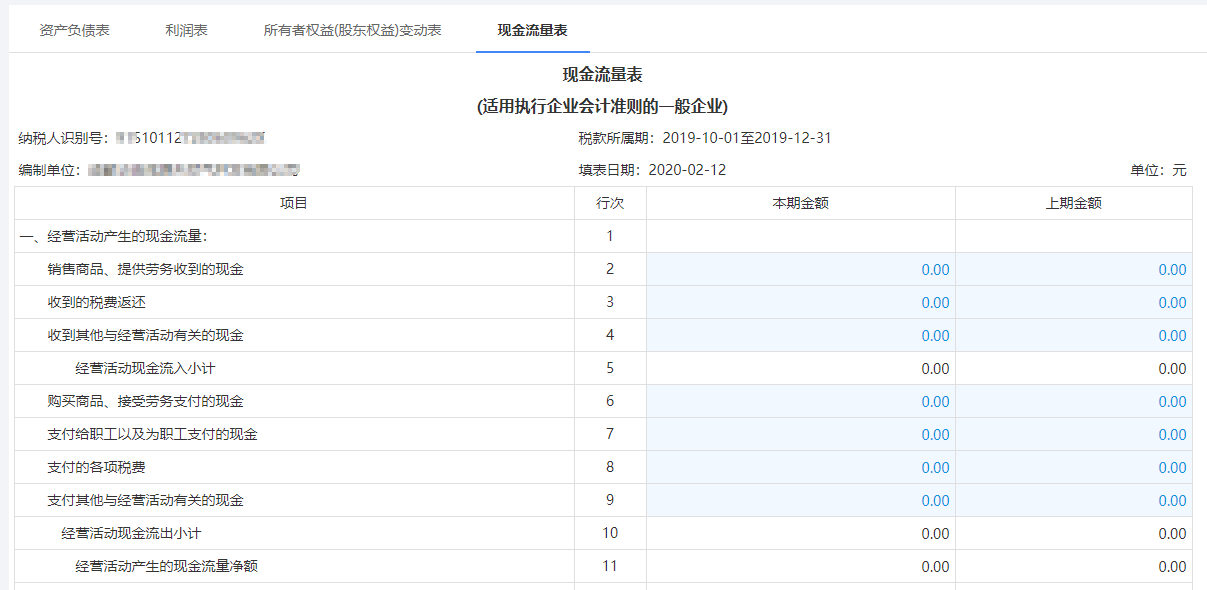 资产负债表 利润表 所有者权益(股东权益)变动表 现金流量表
现金流量表
(适用执行企业会计准则的一般企业)
纳税人识别号: 税款所属期: 2019-10-01至2019-12-31
编制单位: 填表日期: 2020-02-12 单位: 元
项目 行次 本期金额 上期金额
一、经营活动产生的现金流量: 1
销售商品、提供劳务收到的现金 2 0.00 0.00
收到的税费返还 3 0.00 0.00
收到其他与经营活动有关的现金 4 0.00 0.00
经营活动现金流入小计 5 0.00 0.00
购买商品、接受劳务支付的现金 6 0.00 0.00
支付给职工以及为职工支付的现金 7 0.00 0.00
支付的各项税费 8 0.00 0.00
支付其他与经营活动有关的现金 9 0.00 0.00
经营活动现金流出小计 10 0.00 0.00
经营活动产生的现金流量净额 11 0.00 0.00